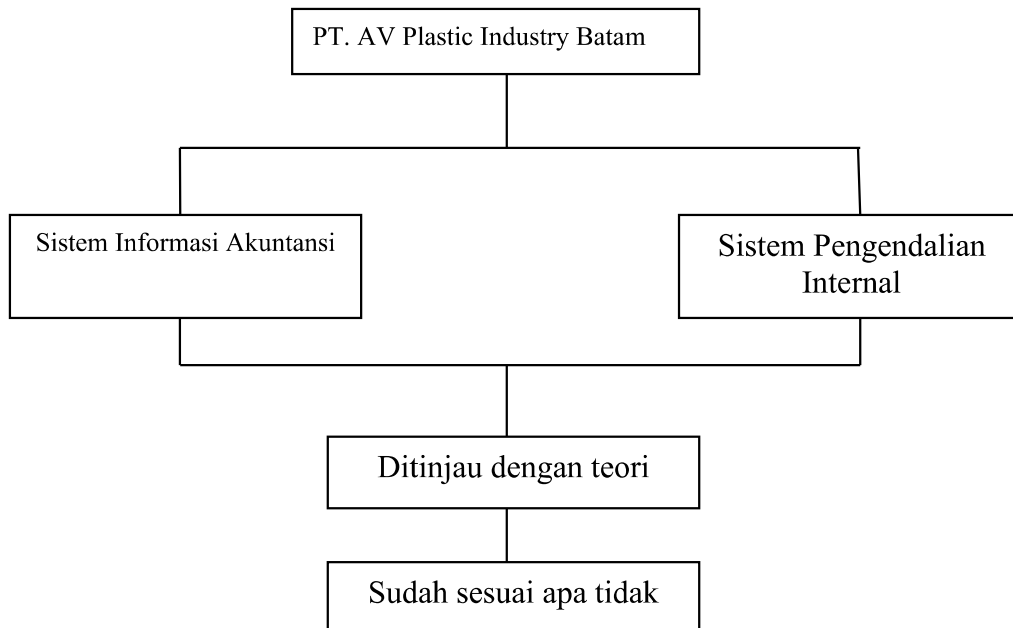 PT. AV Plastic Industry Batam
Sistem Informasi Akuntansi
Sistem Pengendalian
Internal
Ditinjau dengan teori
Sudah sesuai apa tidak